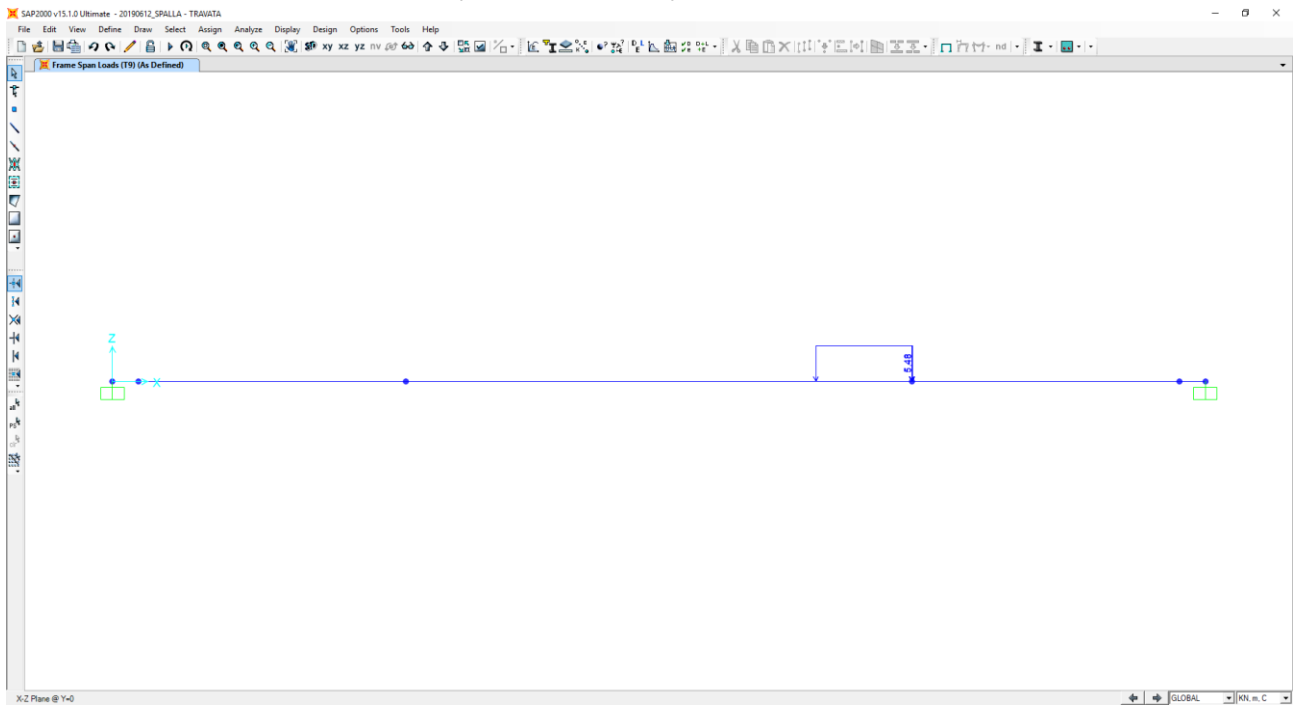 SAP2000 v15.1.0 Ultimate - 20190612_SPALLA - TRAVATA
File Edit View Define Draw Select Assign Analyze Display Design Options Tools Help
xy xz yz nv nd
Frame Span Loads (T9) (As Defined)
Z
X
5.48
X-Z Plane @ Y=0
GLOBAL
KN, m, C